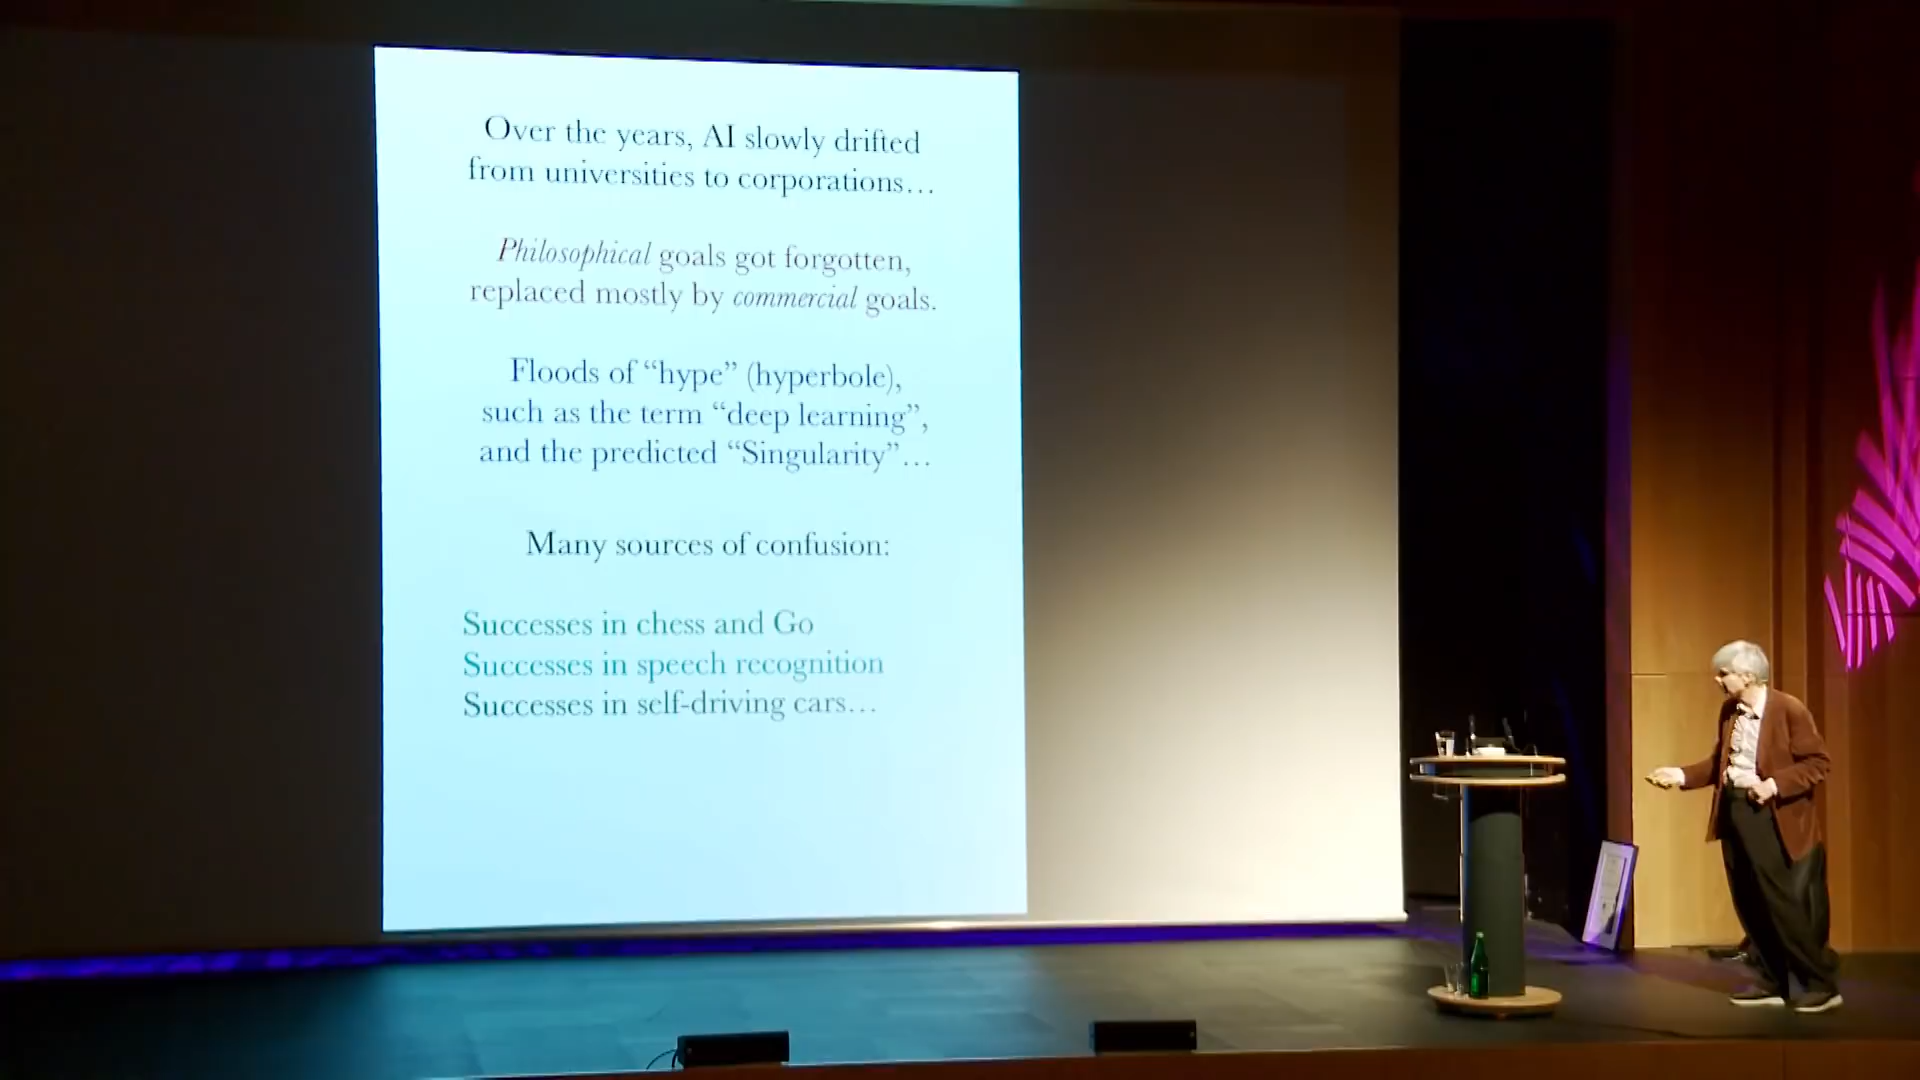 Over the years, AI slowly drifted
from universities to corporations…
Philosophical goals got forgotten,
replaced mostly by commercial goals.
Floods of “hype” (hyperbole),
such as the term “deep learning”,
and the predicted “Singularity”…
Many sources of confusion:
Successes in chess and Go
Successes in speech recognition
Successes in self-driving cars…